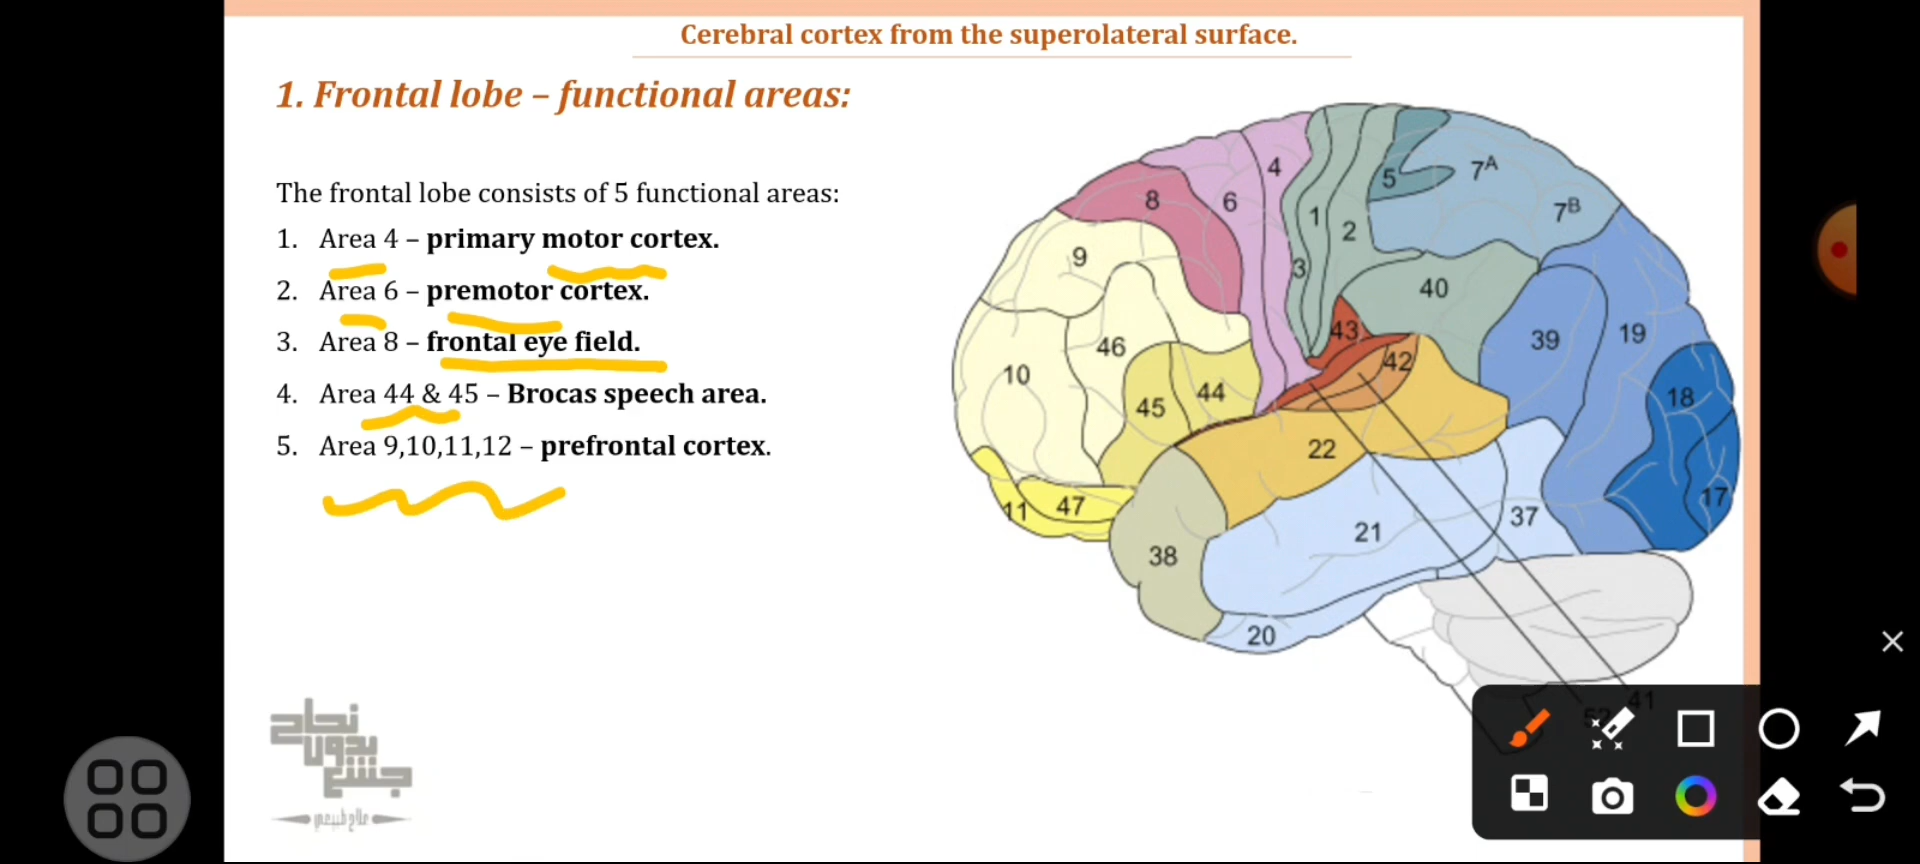 Cerebral cortex from the superolateral surface.
1. Frontal lobe – functional areas:
The frontal lobe consists of 5 functional areas:
1. Area 4 – primary motor cortex.
2. Area 6 – premotor cortex.
3. Area 8 – frontal eye field.
4. Area 44 & 45 – Brocas speech area.
5. Area 9,10,11,12 – prefrontal cortex.
4
8
6
5
7A
7B
1
2
3
9
40
43
46
39
19
42
10
44
45
18
22
17
11
47
21
37
38
20
52
41
نجاح
بدون
جشع
علاج طبيعي